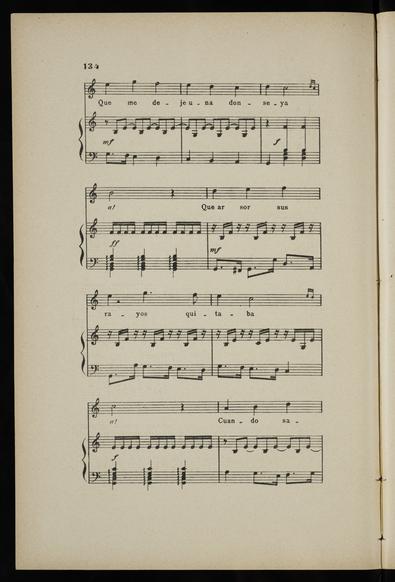 134
Que me de - je u - na don - se - ya
mf
f
a! Que ar sor sus
ff
mf
ra - yos qui - ta - ba
a! Cuan - do sa -
f